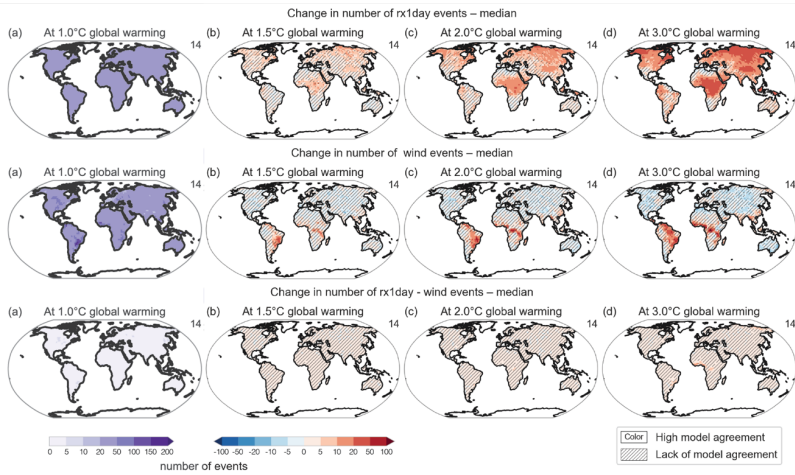 Change in number of rx1day events – median
(a) At 1.0°C global warming (b) At 1.5°C global warming (c) At 2.0°C global warming (d) At 3.0°C global warming
14 14 14 14
Change in number of wind events – median
(a) At 1.0°C global warming (b) At 1.5°C global warming (c) At 2.0°C global warming (d) At 3.0°C global warming
14 14 14 14
Change in number of rx1day - wind events – median
(a) At 1.0°C global warming (b) At 1.5°C global warming (c) At 2.0°C global warming (d) At 3.0°C global warming
14 14 14 14
0 5 10 20 50 100 150 200
-100 -50 -20 -10 -5 0 5 10 20 50 100
number of events
Color High model agreement
Lack of model agreement